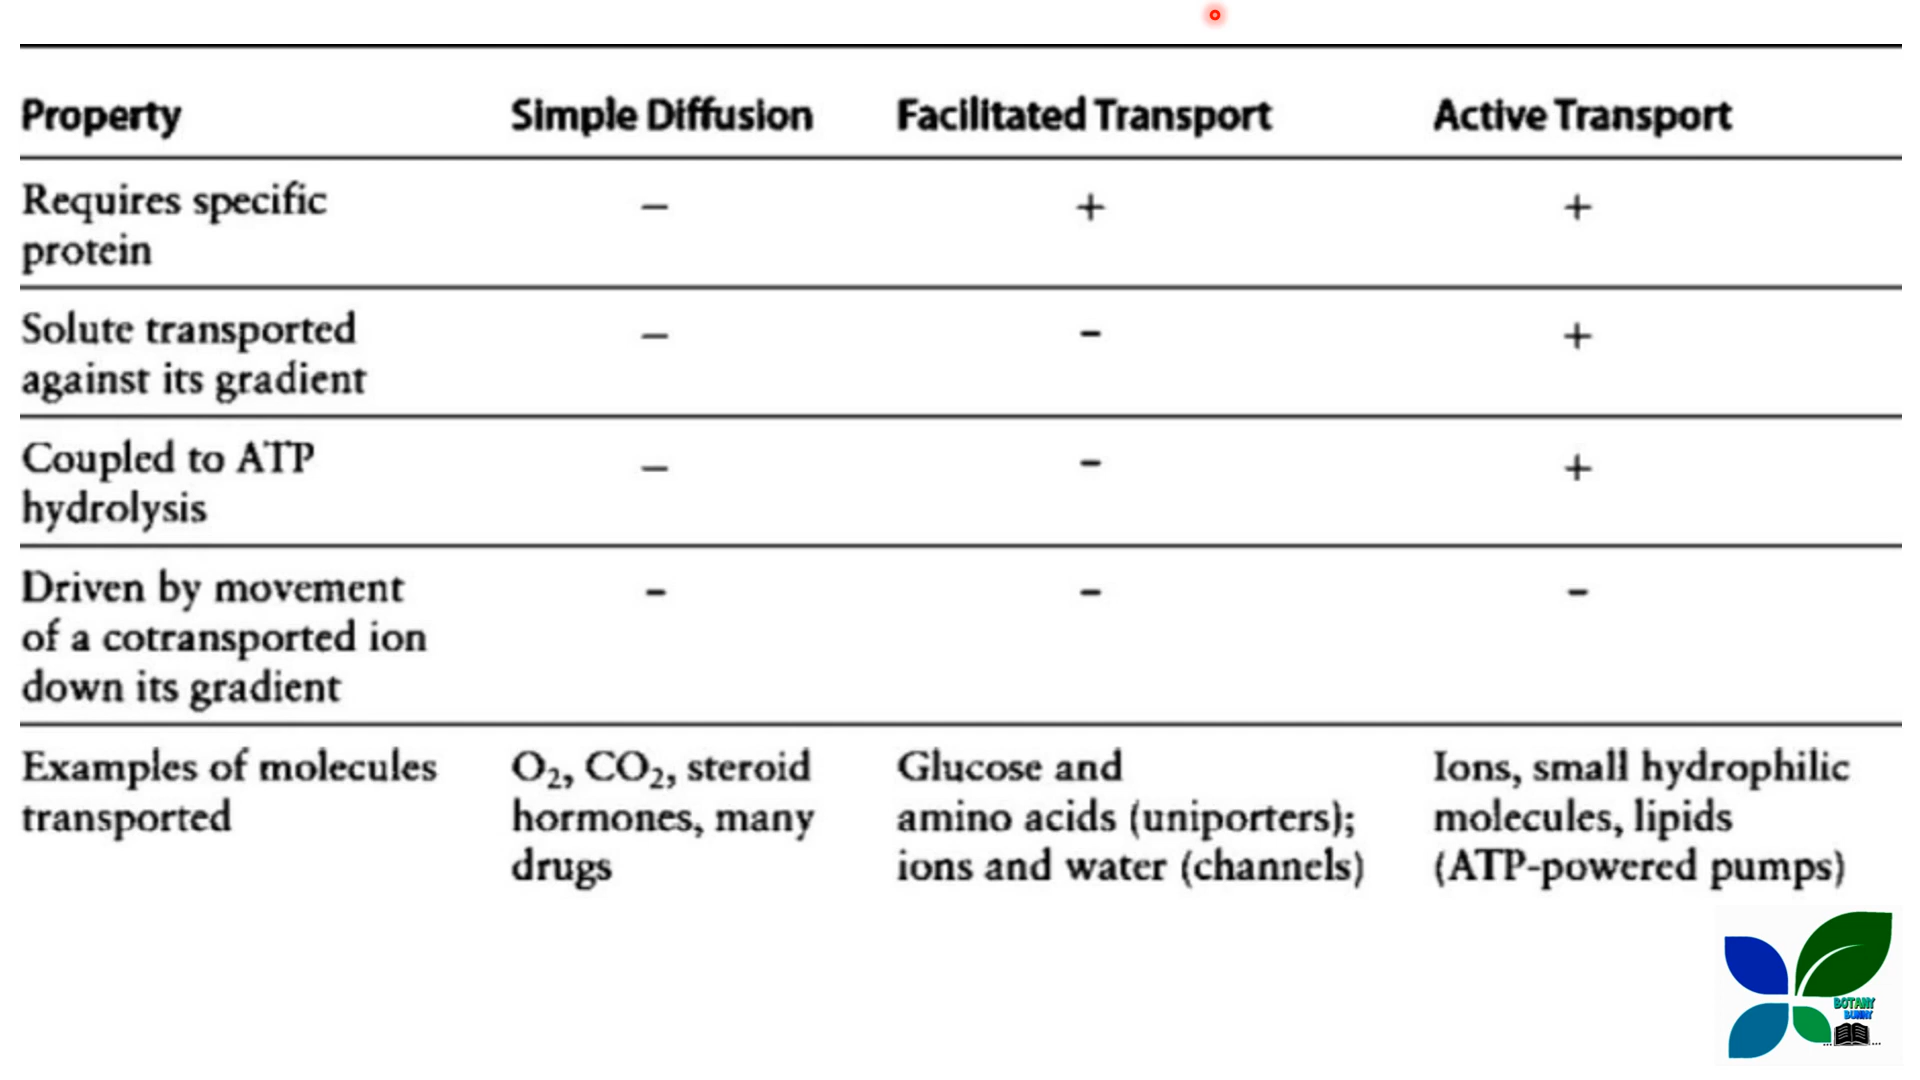 Property Simple Diffusion Facilitated Transport Active Transport
Requires specific – + +
protein
Solute transported – - +
against its gradient
Coupled to ATP – - +
hydrolysis
Driven by movement - - -
of a cotransported ion
down its gradient
Examples of molecules O₂, CO₂, steroid Glucose and Ions, small hydrophilic
transported hormones, many amino acids (uniporters); molecules, lipids
drugs ions and water (channels) (ATP-powered pumps)
BOTANY
BUNNY